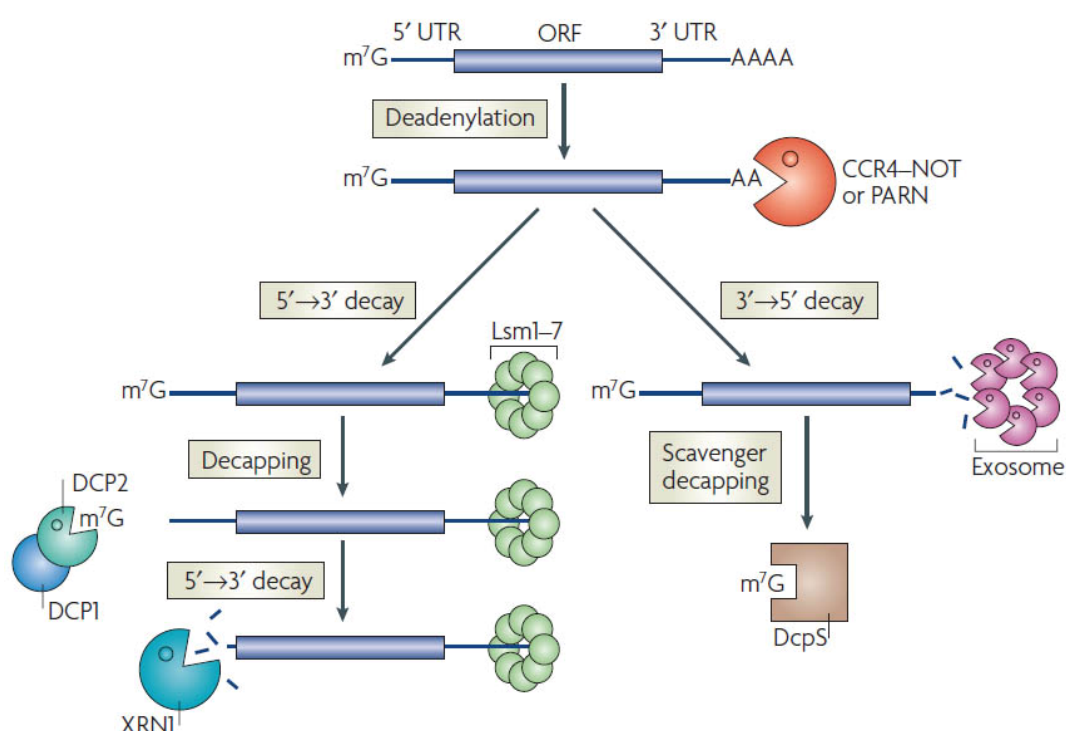 5′ UTR ORF 3′ UTR
m⁷G AAAA
Deadenylation
m⁷G AA
CCR4–NOT
or PARN
5′→3′ decay
3′→5′ decay
Lsm1–7
m⁷G
m⁷G
Exosome
Decapping
Scavenger
decapping
DCP2
m⁷G
DCP1
5′→3′ decay
m⁷G
DcpS
XRN1